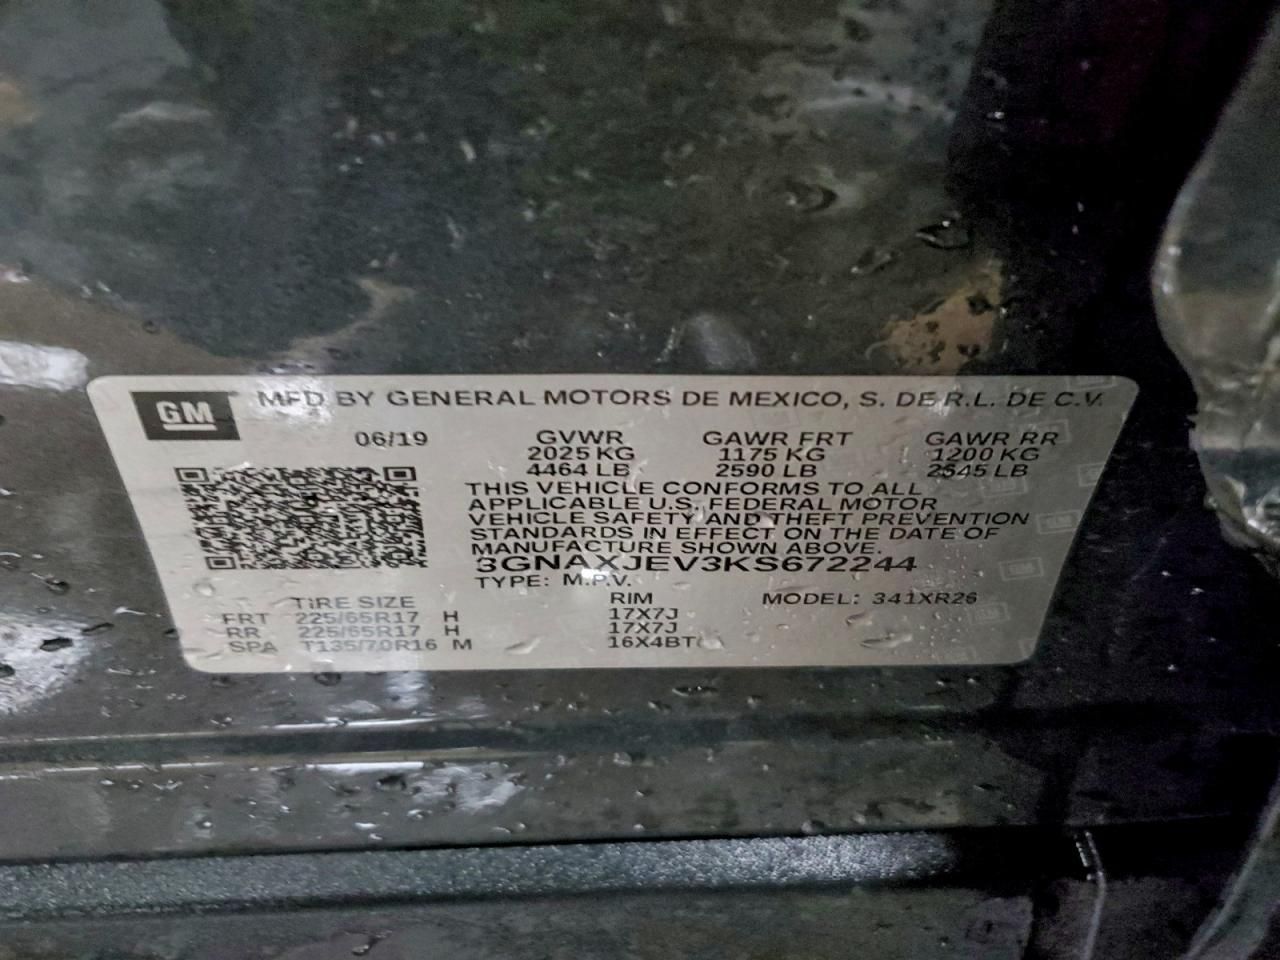 GM MFD BY GENERAL MOTORS DE MEXICO, S. DE R.L. DE C.V.
06/19 GVWR GAWR FRT GAWR RR
2025 KG 1175 KG 1200 KG
4464 LB 2590 LB 2645 LB
THIS VEHICLE CONFORMS TO ALL
APPLICABLE U.S. FEDERAL MOTOR
VEHICLE SAFETY AND THEFT PREVENTION
STANDARDS IN EFFECT ON THE DATE OF
MANUFACTURE SHOWN ABOVE.
3GNAXJEV3KS672244
TYPE: M.P.V.
TIRE SIZE RIM MODEL: 341XR26
FRT 225/65R17 H 17X7J
RR 225/65R17 H 17X7J
SPA T135/70R16 M 16X4BT